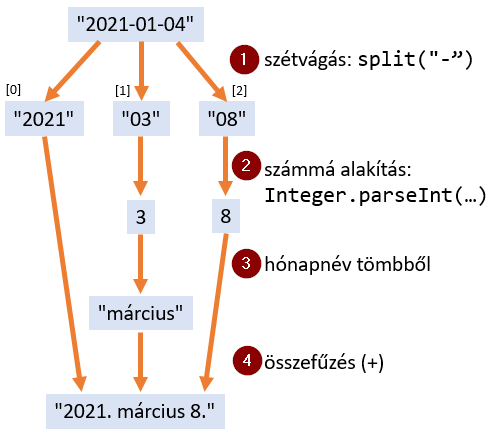 "2021-01-04"
1 szétvágás: split("-”)
[0] [1] [2]
"2021" "03" "08"
2 számmá alakítás:
Integer.parseInt(…)
3 8
3 hónapnév tömbből
"március"
4 összefűzés (+)
"2021. március 8."